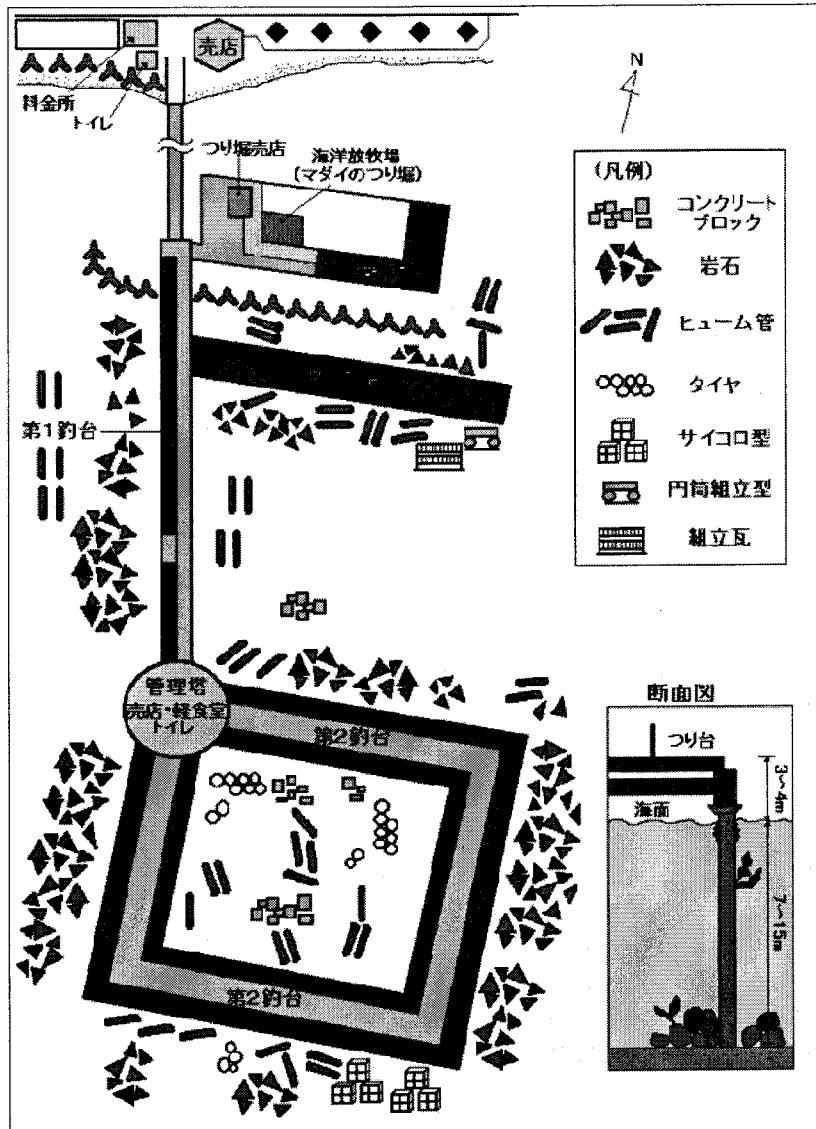 売店
料金所
トイレ
N
つり堀売店
海洋放牧場
(マダイのつり堀)
(凡例)
コンクリート
ブロック
岩石
ヒューム管
タイヤ
サイコロ型
円筒組立型
組立瓦
第1釣台
管理塔
売店・軽食堂
トイレ
第2釣台
第2釣台
断面図
つり台
海面
3〜4m
7〜15m